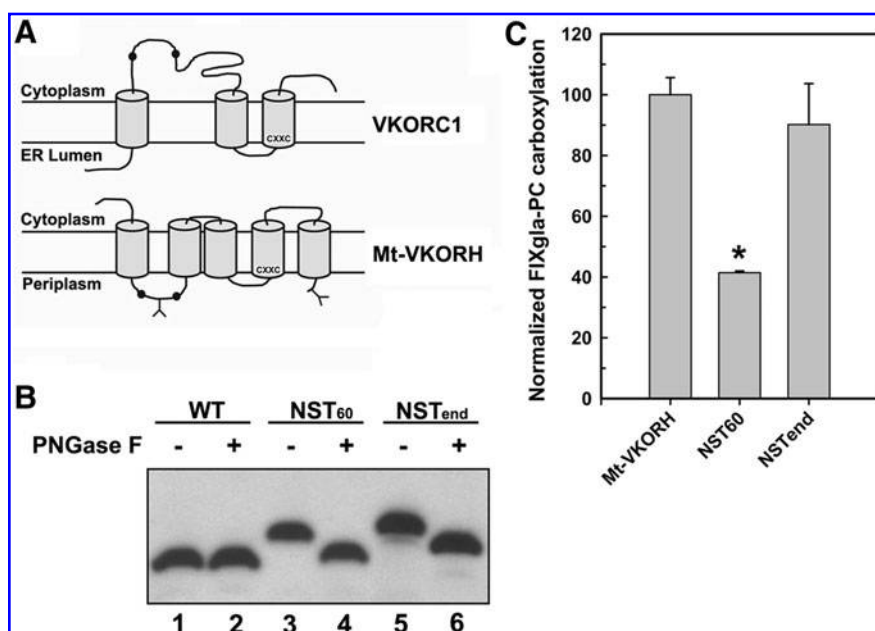 A
Cytoplasm
VKORC1
CXXC
ER Lumen
Cytoplasm
Mt-VKORH
CXXC
Periplasm
B
WT NST60 NSTend
PNGase F - + - + - +
1 2 3 4 5 6
C
Normalized FIXgla-PC carboxylation
120
100
80
60
40
20
0
*
Mt-VKORH
NST60
NSTend